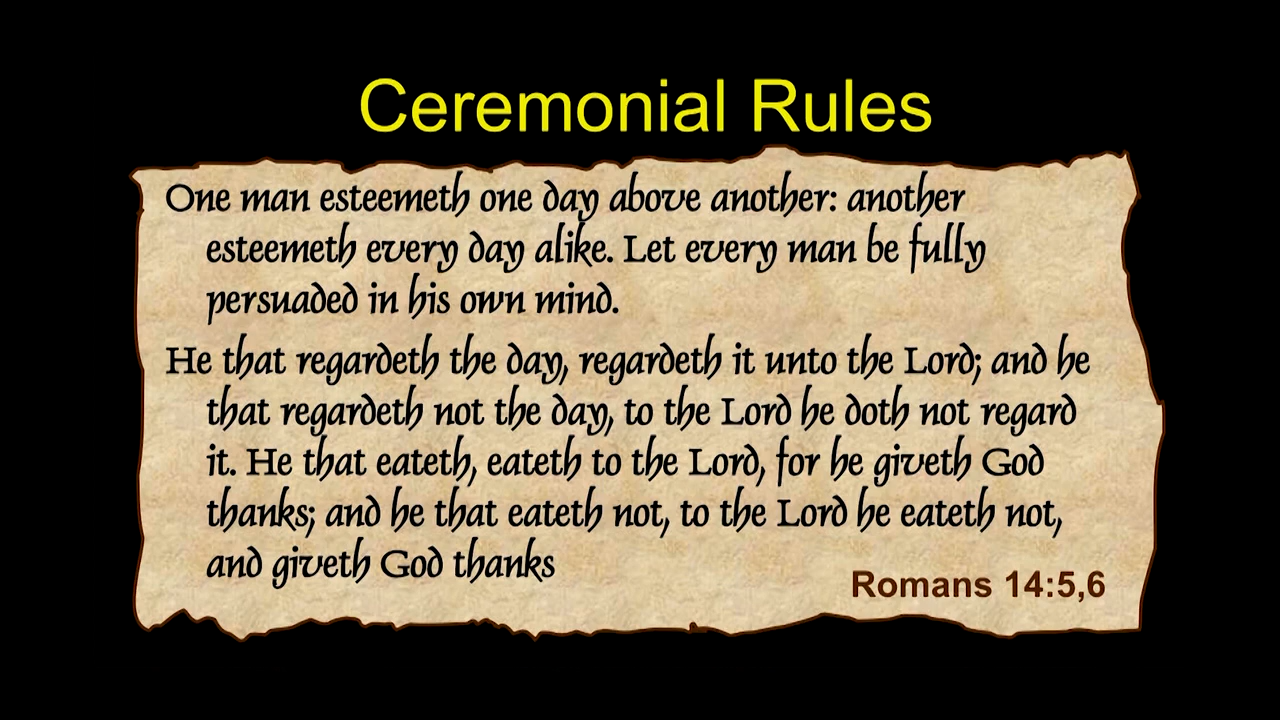 Ceremonial Rules
One man esteemeth one day above another: another
esteemeth every day alike. Let every man be fully
persuaded in his own mind.
He that regardeth the day, regardeth it unto the Lord; and he
that regardeth not the day, to the Lord he doth not regard
it. He that eateth, eateth to the Lord, for he giveth God
thanks; and he that eateth not, to the Lord he eateth not,
and giveth God thanks
Romans 14:5,6